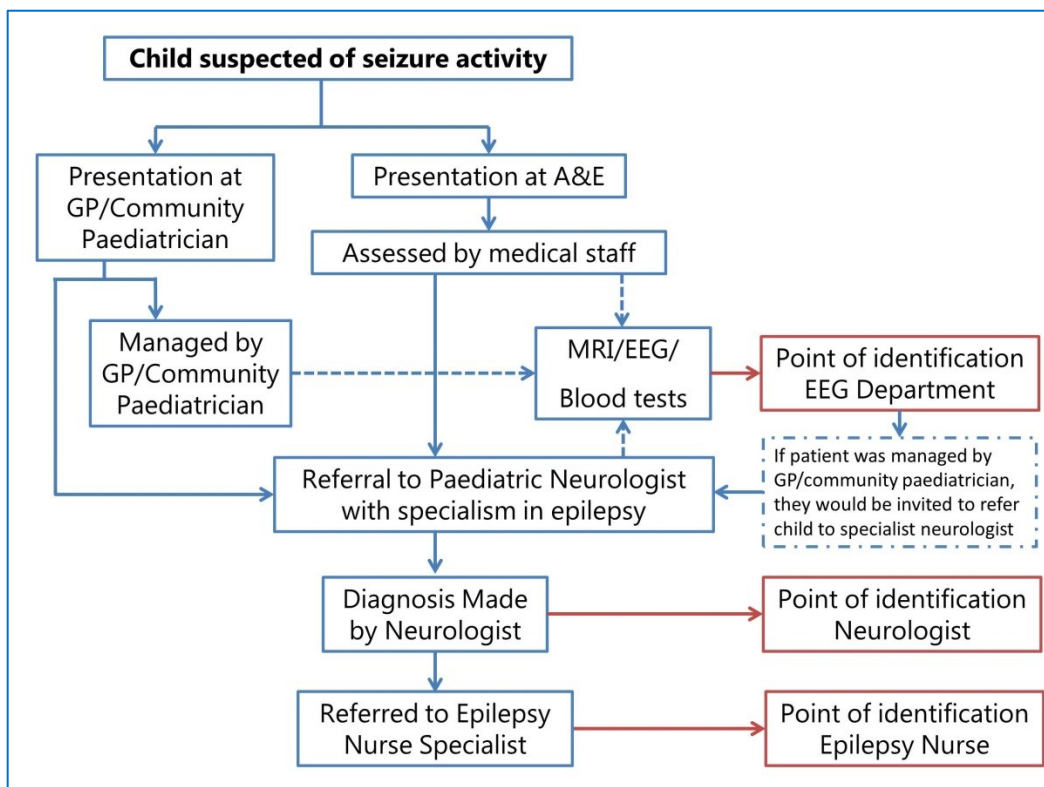 Child suspected of seizure activity
Presentation at
GP/Community
Paediatrician
Presentation at A&E
Assessed by medical staff
Managed by
GP/Community
Paediatrician
MRI/EEG/
Blood tests
Point of identification
EEG Department
If patient was managed by
GP/community paediatrician,
they would be invited to refer
child to specialist neurologist
Referral to Paediatric Neurologist
with specialism in epilepsy
Diagnosis Made
by Neurologist
Point of identification
Neurologist
Referred to Epilepsy
Nurse Specialist
Point of identification
Epilepsy Nurse